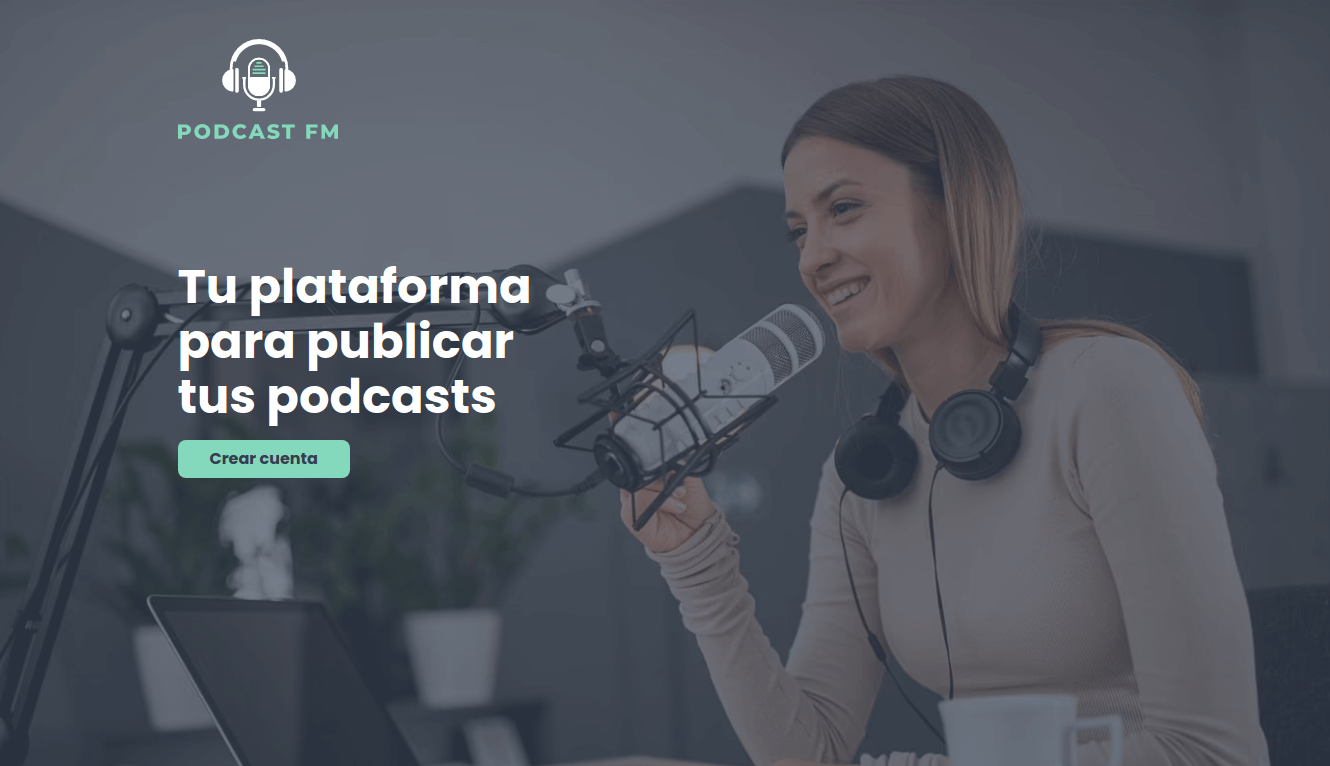 PODCAST FM
Tu plataforma
para publicar
tus podcasts
Crear cuenta